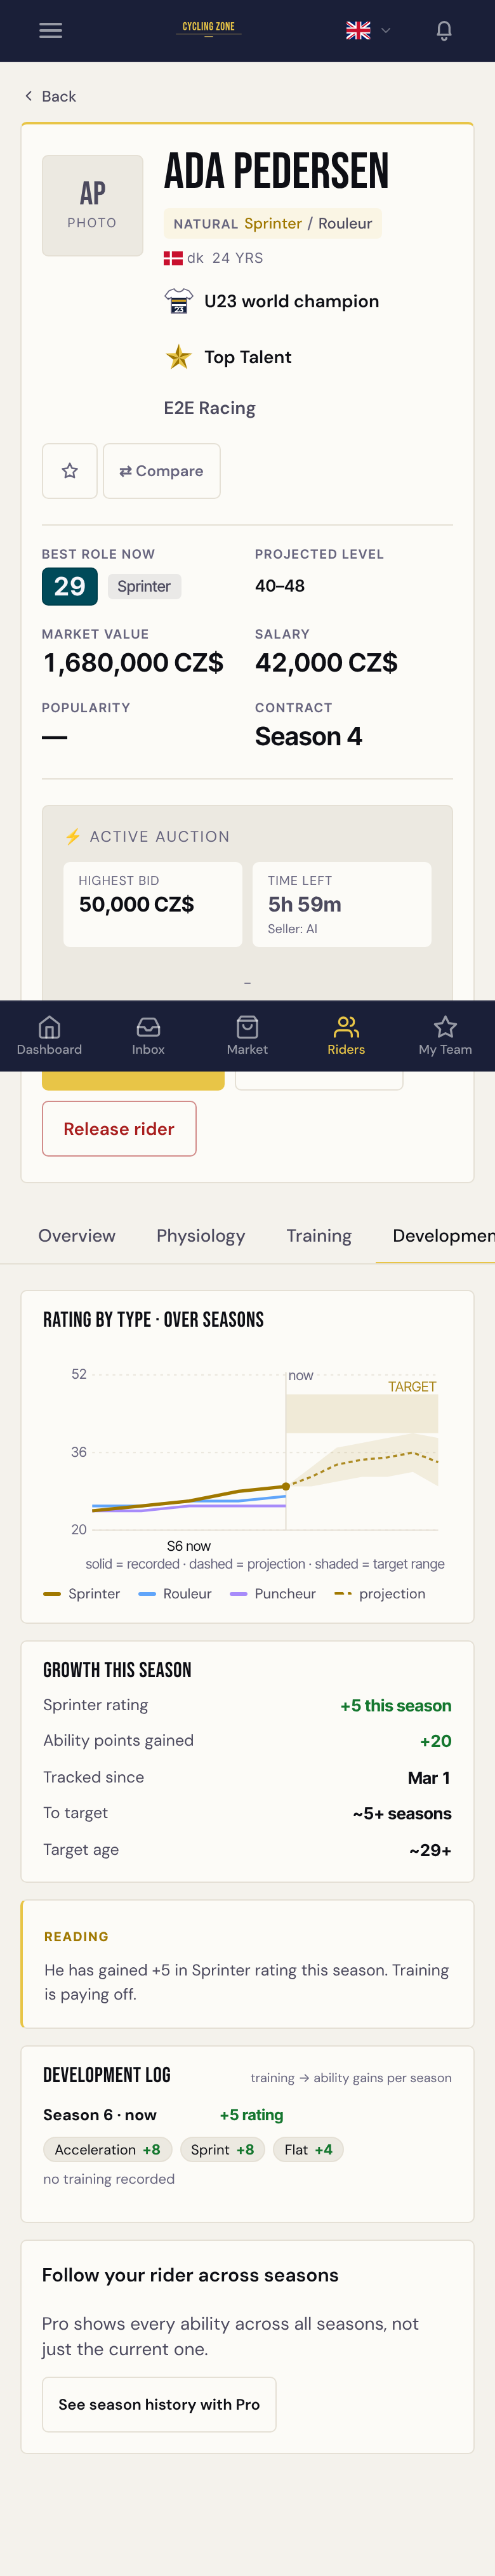 CYCLING ZONE
Back
AP
PHOTO
ADA PEDERSEN
NATURAL Sprinter / Rouleur
dk 24 YRS
23
U23 world champion
Top Talent
E2E Racing
⇄ Compare
BEST ROLE NOW
PROJECTED LEVEL
29 Sprinter
40–48
MARKET VALUE
SALARY
1,680,000 CZ$
42,000 CZ$
POPULARITY
CONTRACT
—
Season 4
⚡ ACTIVE AUCTION
HIGHEST BID
TIME LEFT
50,000 CZ$
5h 59m
Seller: AI
–
Dashboard
Inbox
Market
Riders
My Team
Release rider
Overview
Physiology
Training
Developmen
RATING BY TYPE · OVER SEASONS
52
now
TARGET
36
20
S6 now
solid = recorded · dashed = projection · shaded = target range
Sprinter
Rouleur
Puncheur
projection
GROWTH THIS SEASON
Sprinter rating +5 this season
Ability points gained +20
Tracked since Mar 1
To target ~5+ seasons
Target age ~29+
READING
He has gained +5 in Sprinter rating this season. Training
is paying off.
DEVELOPMENT LOG
training → ability gains per season
Season 6 · now +5 rating
Acceleration +8
Sprint +8
Flat +4
no training recorded
Follow your rider across seasons
Pro shows every ability across all seasons, not
just the current one.
See season history with Pro